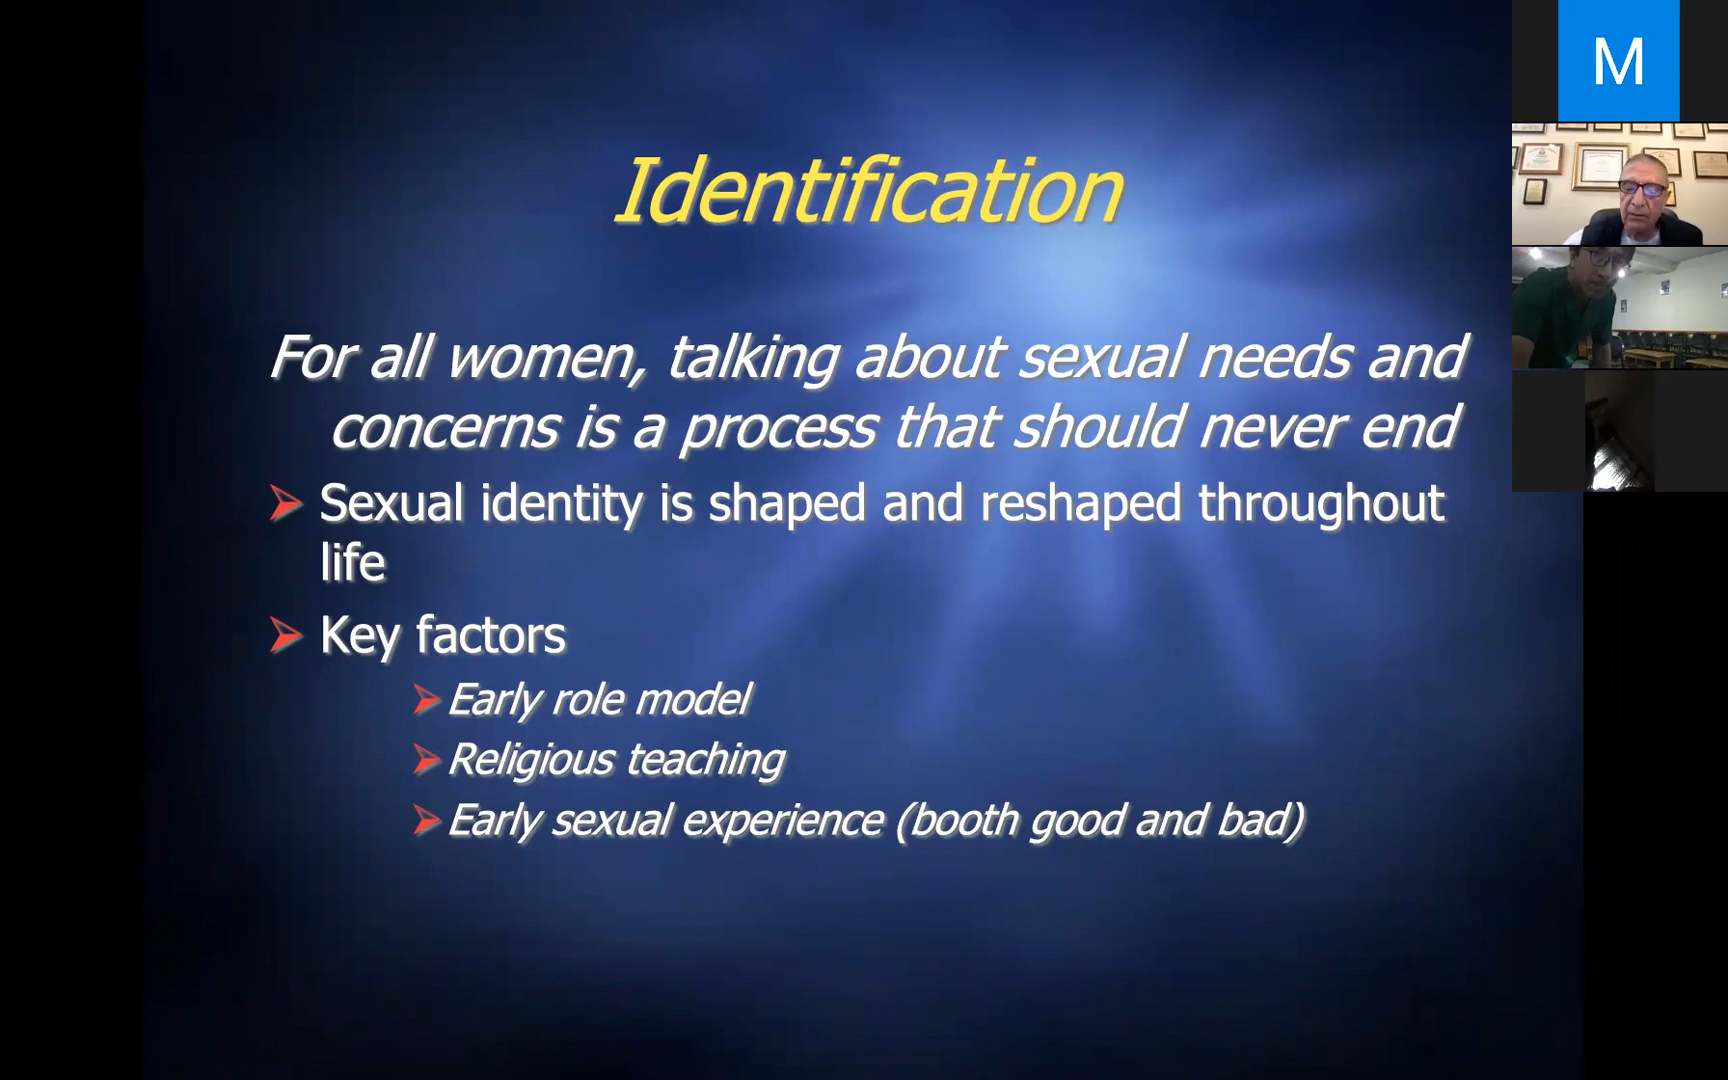 Identification
For all women, talking about sexual needs and
concerns is a process that should never end
Sexual identity is shaped and reshaped throughout
life
Key factors
Early role model
Religious teaching
Early sexual experience (booth good and bad)
M